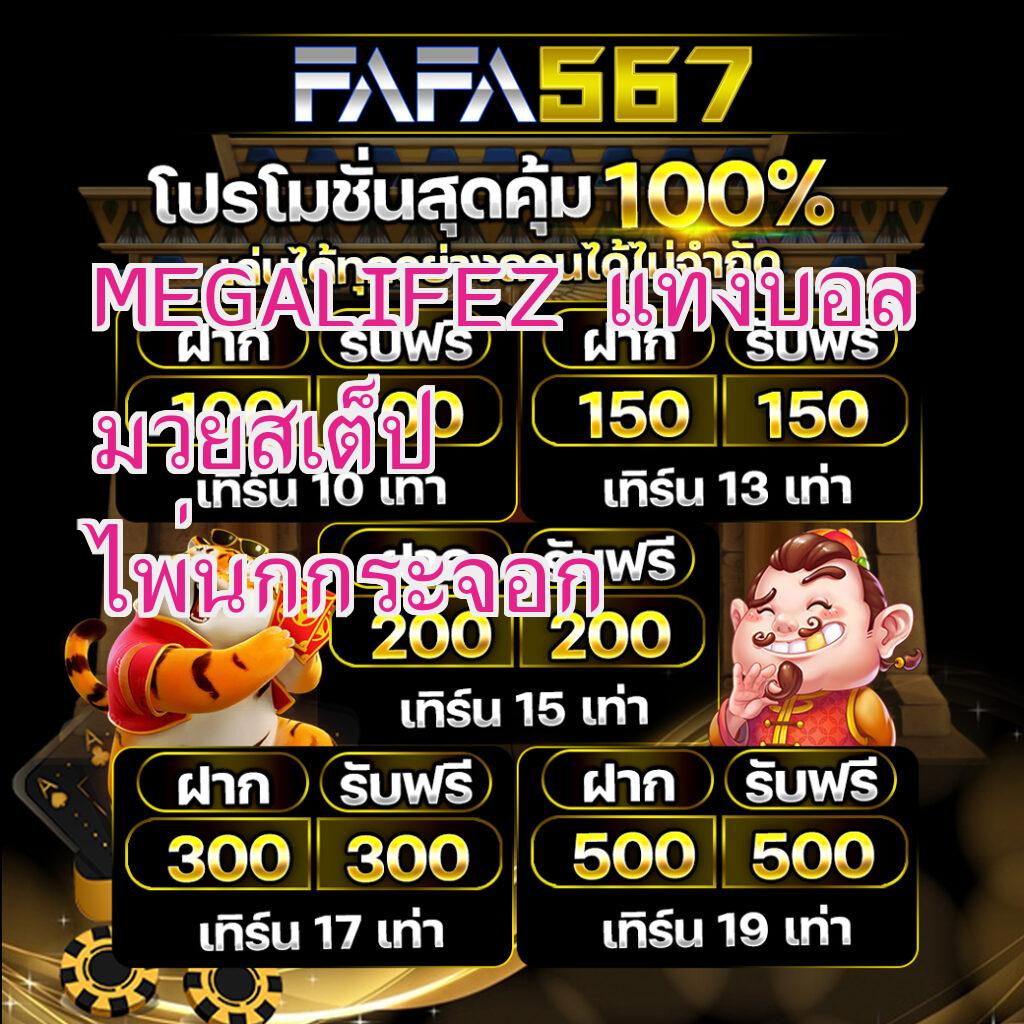 FAFA567
โปรโมชั่นสุดคุ้ม 100%
MEGALIFEZ แทงบอล
ฝาก รับฟรี ฝาก รับฟรี
100 100 150 150
มวยสเต็ป
เทิร์น 10 เท่า เทิร์น 13 เท่า
ไพ่นกกระจอก
ฝาก รับฟรี
200 200
เทิร์น 15 เท่า
ฝาก รับฟรี ฝาก รับฟรี
300 300 500 500
เทิร์น 17 เท่า เทิร์น 19 เท่า